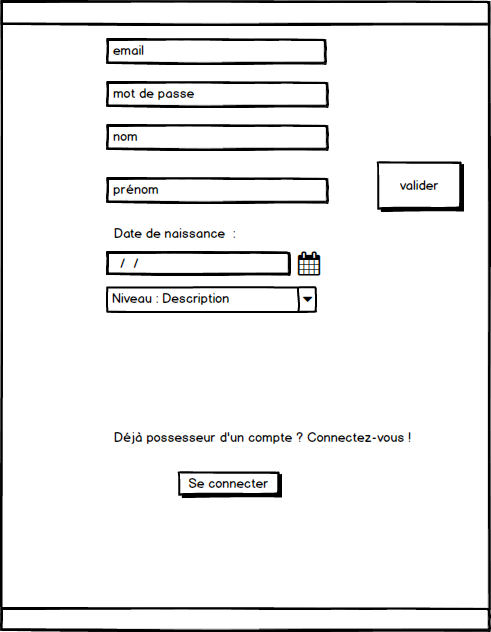 email
mot de passe
nom
prénom
valider
Date de naissance :
/ /
Niveau : Description
Déjà possesseur d'un compte ? Connectez-vous !
Se connecter